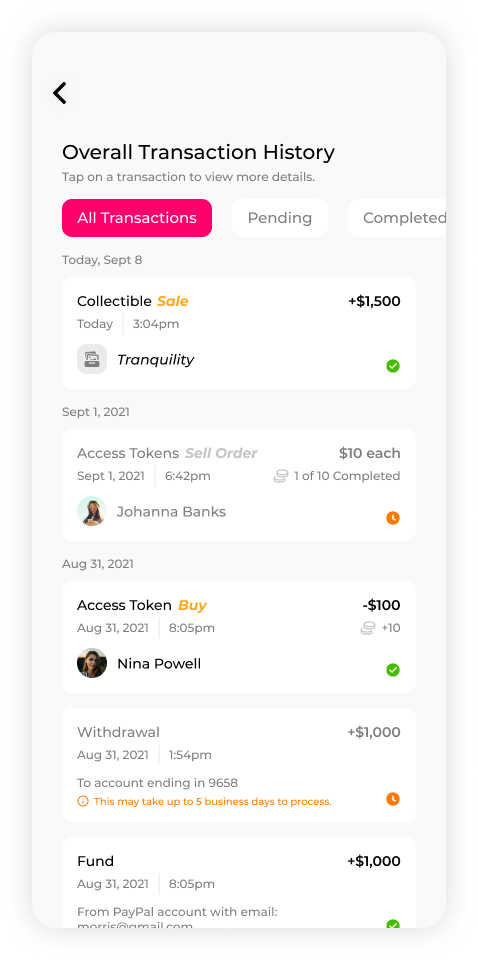 Overall Transaction History
Tap on a transaction to view more details.
All Transactions Pending Completed
Today, Sept 8
Collectible Sale +$1,500
Today 3:04pm
Tranquility
Sept 1, 2021
Access Tokens Sell Order $10 each
Sept 1, 2021 6:42pm 1 of 10 Completed
Johanna Banks
Aug 31, 2021
Access Token Buy -$100
Aug 31, 2021 8:05pm +10
Nina Powell
Withdrawal +$1,000
Aug 31, 2021 1:54pm
To account ending in 9658
This may take up to 5 business days to process.
Fund +$1,000
Aug 31, 2021 8:05pm
From PayPal account with email:
morris@gmail.com